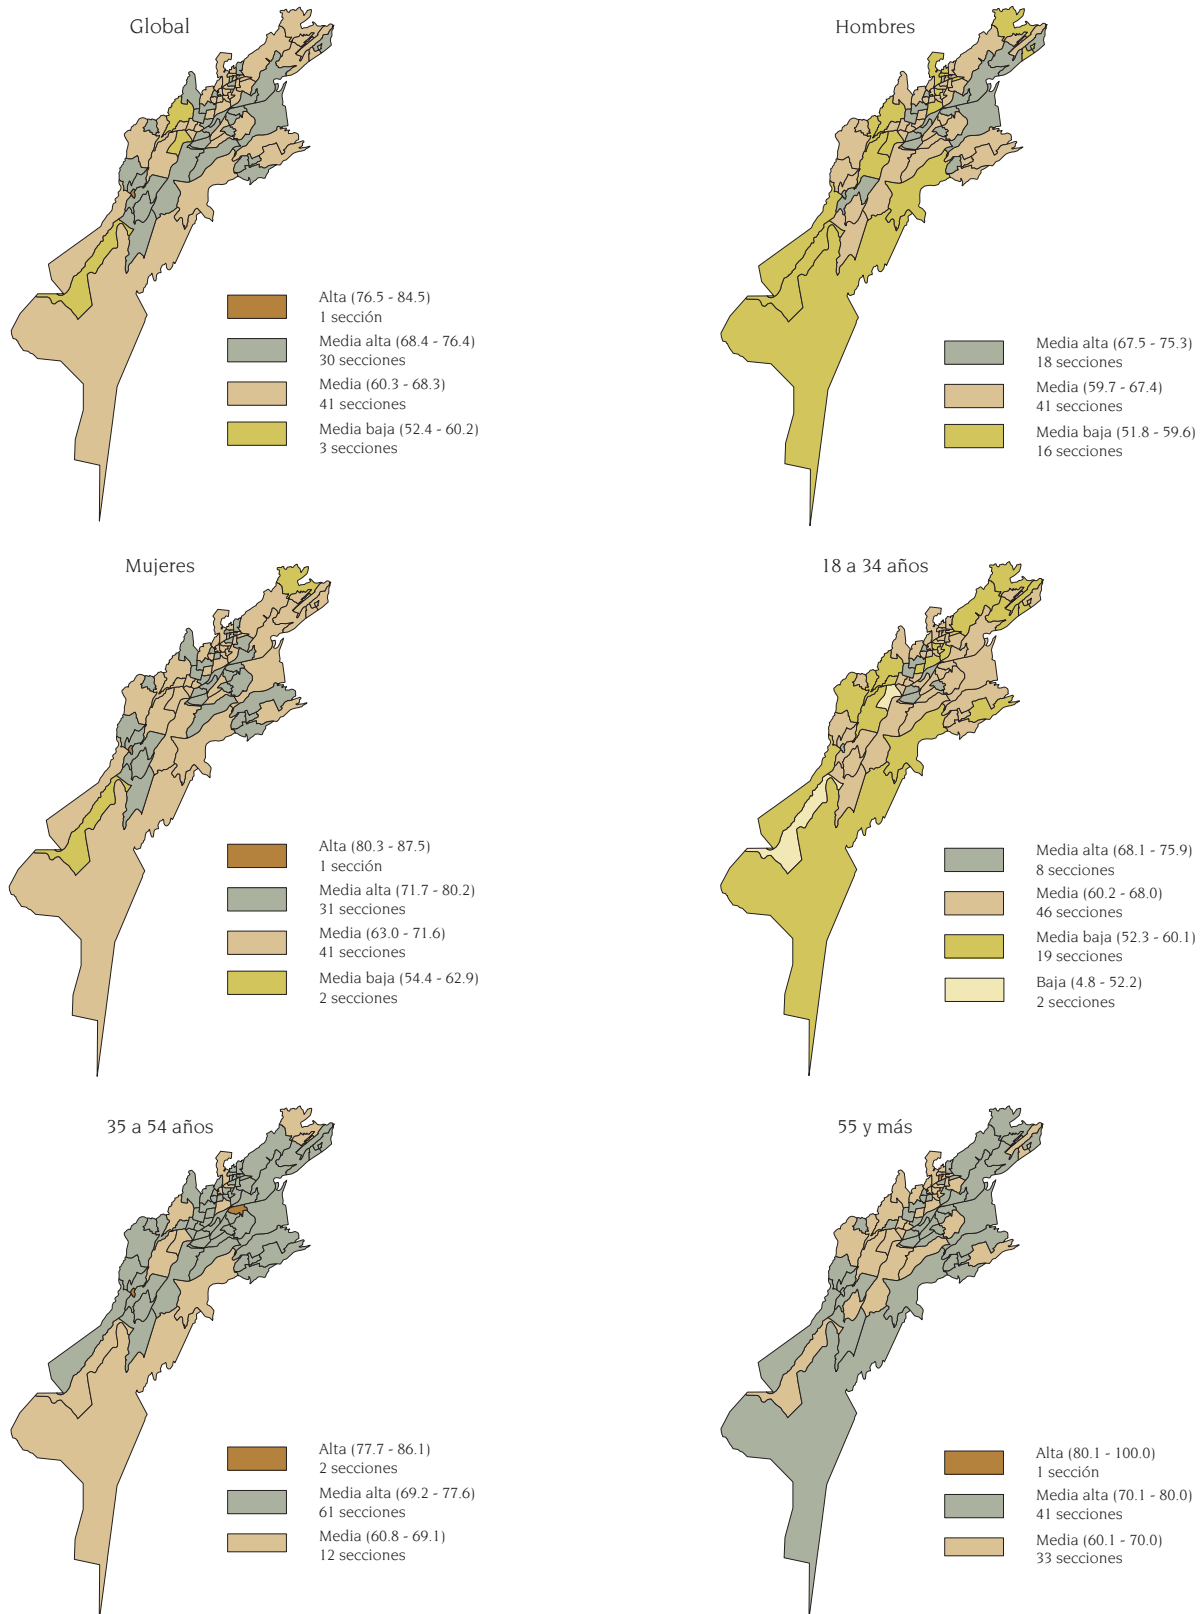 Global
Alta (76.5 - 84.5)
1 sección
Media alta (68.4 - 76.4)
30 secciones
Media (60.3 - 68.3)
41 secciones
Media baja (52.4 - 60.2)
3 secciones
Hombres
Media alta (67.5 - 75.3)
18 secciones
Media (59.7 - 67.4)
41 secciones
Media baja (51.8 - 59.6)
16 secciones
Mujeres
Alta (80.3 - 87.5)
1 sección
Media alta (71.7 - 80.2)
31 secciones
Media (63.0 - 71.6)
41 secciones
Media baja (54.4 - 62.9)
2 secciones
18 a 34 años
Media alta (68.1 - 75.9)
8 secciones
Media (60.2 - 68.0)
46 secciones
Media baja (52.3 - 60.1)
19 secciones
Baja (4.8 - 52.2)
2 secciones
35 a 54 años
Alta (77.7 - 86.1)
2 secciones
Media alta (69.2 - 77.6)
61 secciones
Media (60.8 - 69.1)
12 secciones
55 y más
Alta (80.1 - 100.0)
1 sección
Media alta (70.1 - 80.0)
41 secciones
Media (60.1 - 70.0)
33 secciones